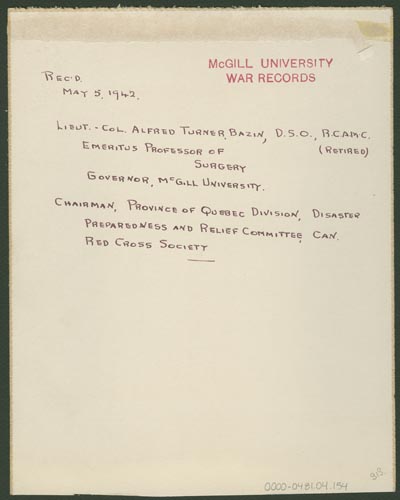 McGILL UNIVERSITY
WAR RECORDS
REC'D.
MAY 5, 1942.
LIEUT.-COL. ALFRED TURNER BAZIN, D.S.O., R.C.A.M.C.
(RETIRED)
EMERITUS PROFESSOR OF
SURGERY
GOVERNOR, McGILL UNIVERSITY.
CHAIRMAN, PROVINCE OF QUEBEC DIVISION, DISASTER
PREPAREDNESS AND RELIEF COMMITTEE, CAN.
RED CROSS SOCIETY
0000-0481.04.154